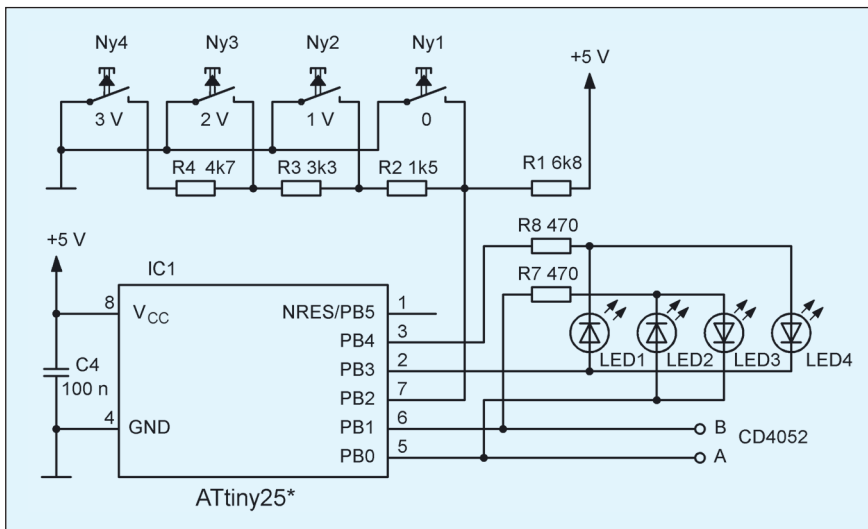 Ny4 Ny3 Ny2 Ny1
+5 V
3 V 2 V 1 V 0
R4 4k7 R3 3k3 R2 1k5 R1 6k8
R8 470
+5 V
IC1
R7 470
8 VCC NRES/PB5 1
PB4 3
C4
100 n
PB3 2
LED1 LED2 LED3 LED4
PB2 7
4 GND PB1 6
B
CD4052
PB0 5
A
ATtiny25*